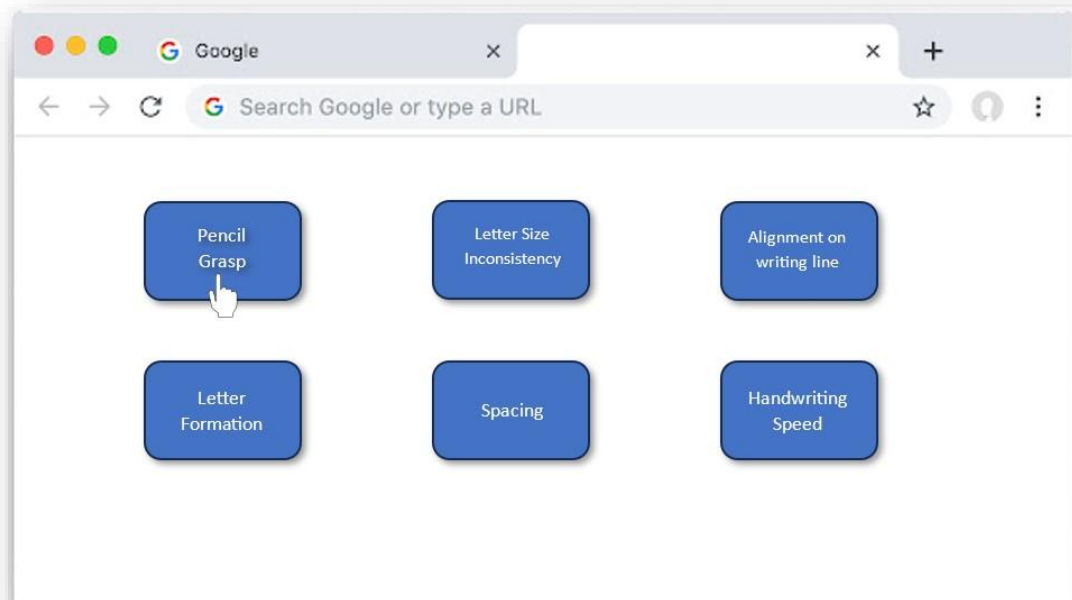 Google
Search Google or type a URL
Pencil
Grasp
Letter Size
Inconsistency
Alignment on
writing line
Letter
Formation
Spacing
Handwriting
Speed